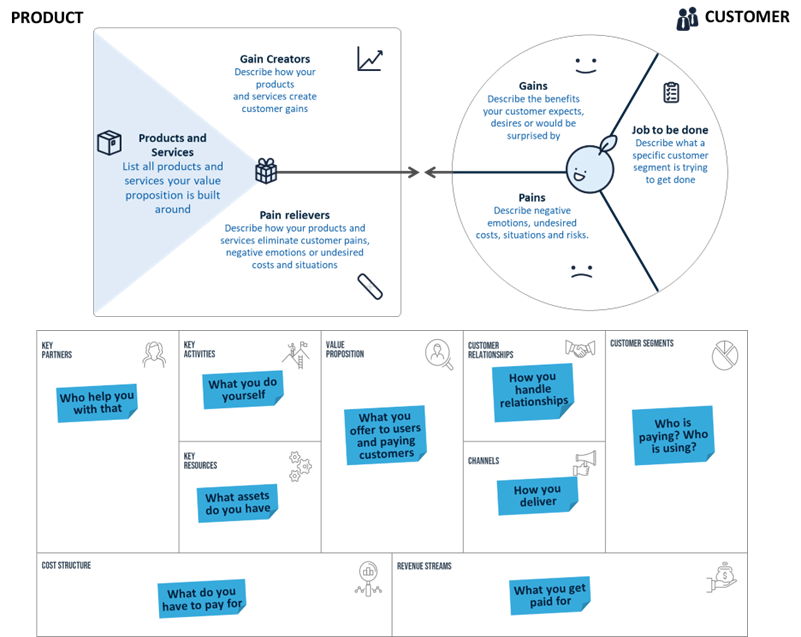 PRODUCT
CUSTOMER
Gain Creators
Describe how your
products
and services create
customer gains
Products and
Services
List all products and
services your value
proposition is built
around
Pain relievers
Describe how your products and
services eliminate customer pains,
negative emotions or undesired
costs and situations
Gains
Describe the benefits
your customer expects,
desires or would be
surprised by
Job to be done
Describe what a
specific customer
segment is trying
to get done
Pains
Describe negative
emotions, undesired
costs, situations and risks.
KEY
PARTNERS
Who help you
with that
KEY
ACTIVITIES
What you do
yourself
KEY
RESOURCES
What assets
do you have
VALUE
PROPOSITION
What you
offer to users
and paying
customers
CUSTOMER
RELATIONSHIPS
How you
handle
relationships
CHANNELS
How you
deliver
CUSTOMER SEGMENTS
Who is
paying? Who
is using?
COST STRUCTURE
What do you
have to pay for
REVENUE STREAMS
What you get
paid for
$